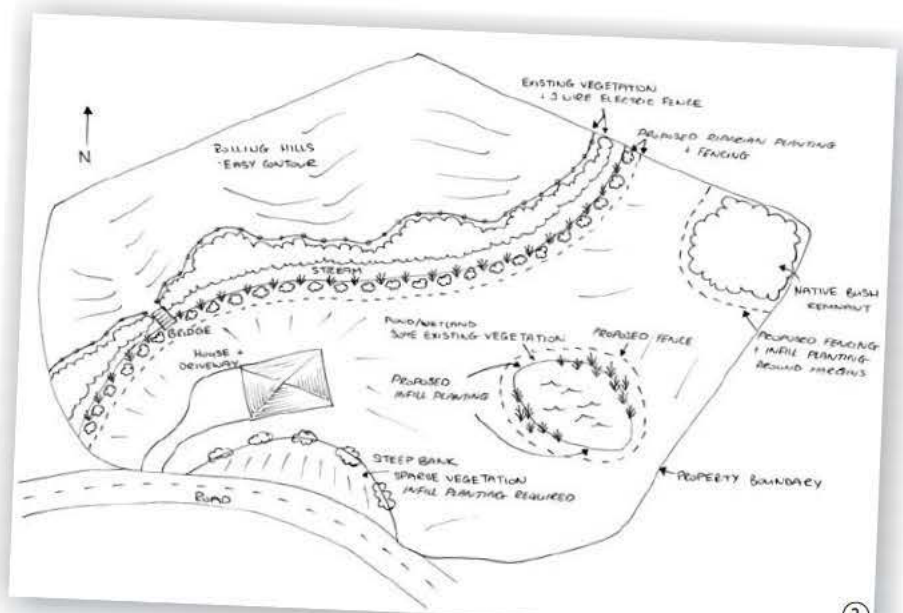 EXISTING VEGETATION
+ 3 WIRE ELECTRIC FENCE
PROPOSED RIPARIAN PLANTING
+ FENCING
N
ROLLING HILLS
EASY CONTOUR
STREAM
NATIVE BUSH
REMNANT
BRIDGE
HOUSE +
DRIVEWAY
POND/WETLAND
SOME EXISTING VEGETATION
PROPOSED FENCE
PROPOSED FENCING
+ INFILL PLANTING
AROUND MARGINS
PROPOSED
INFILL PLANTING
STEEP BANK
SPARSE VEGETATION
INFILL PLANTING REQUIRED
PROPERTY BOUNDARY
ROAD
2